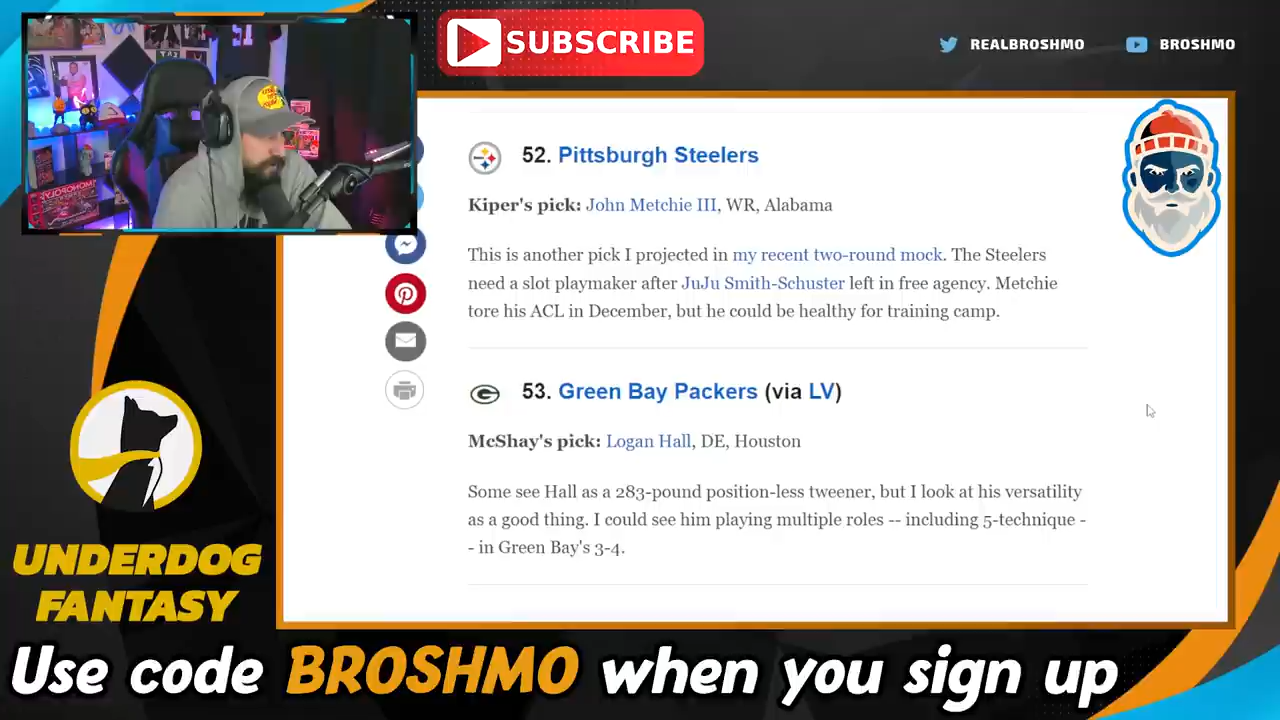 SUBSCRIBE
REALBROSHMO
BROSHMO
52. Pittsburgh Steelers
Kiper's pick: John Metchie III, WR, Alabama
This is another pick I projected in my recent two-round mock. The Steelers
need a slot playmaker after JuJu Smith-Schuster left in free agency. Metchie
tore his ACL in December, but he could be healthy for training camp.
53. Green Bay Packers (via LV)
McShay's pick: Logan Hall, DE, Houston
Some see Hall as a 283-pound position-less tweener, but I look at his versatility
as a good thing. I could see him playing multiple roles -- including 5-technique -
- in Green Bay's 3-4.
UNDERDOG
FANTASY
Use code BROSHMO when you sign up
MONOPOLY